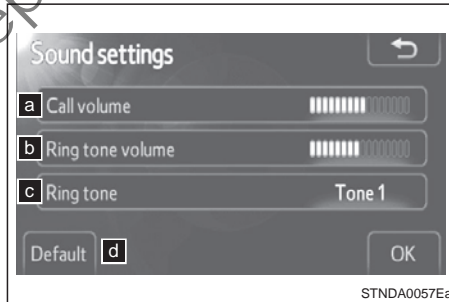 Sound settings
a Call volume
b Ring tone volume
c Ring tone Tone 1
Default d OK
STNDA0057Ea